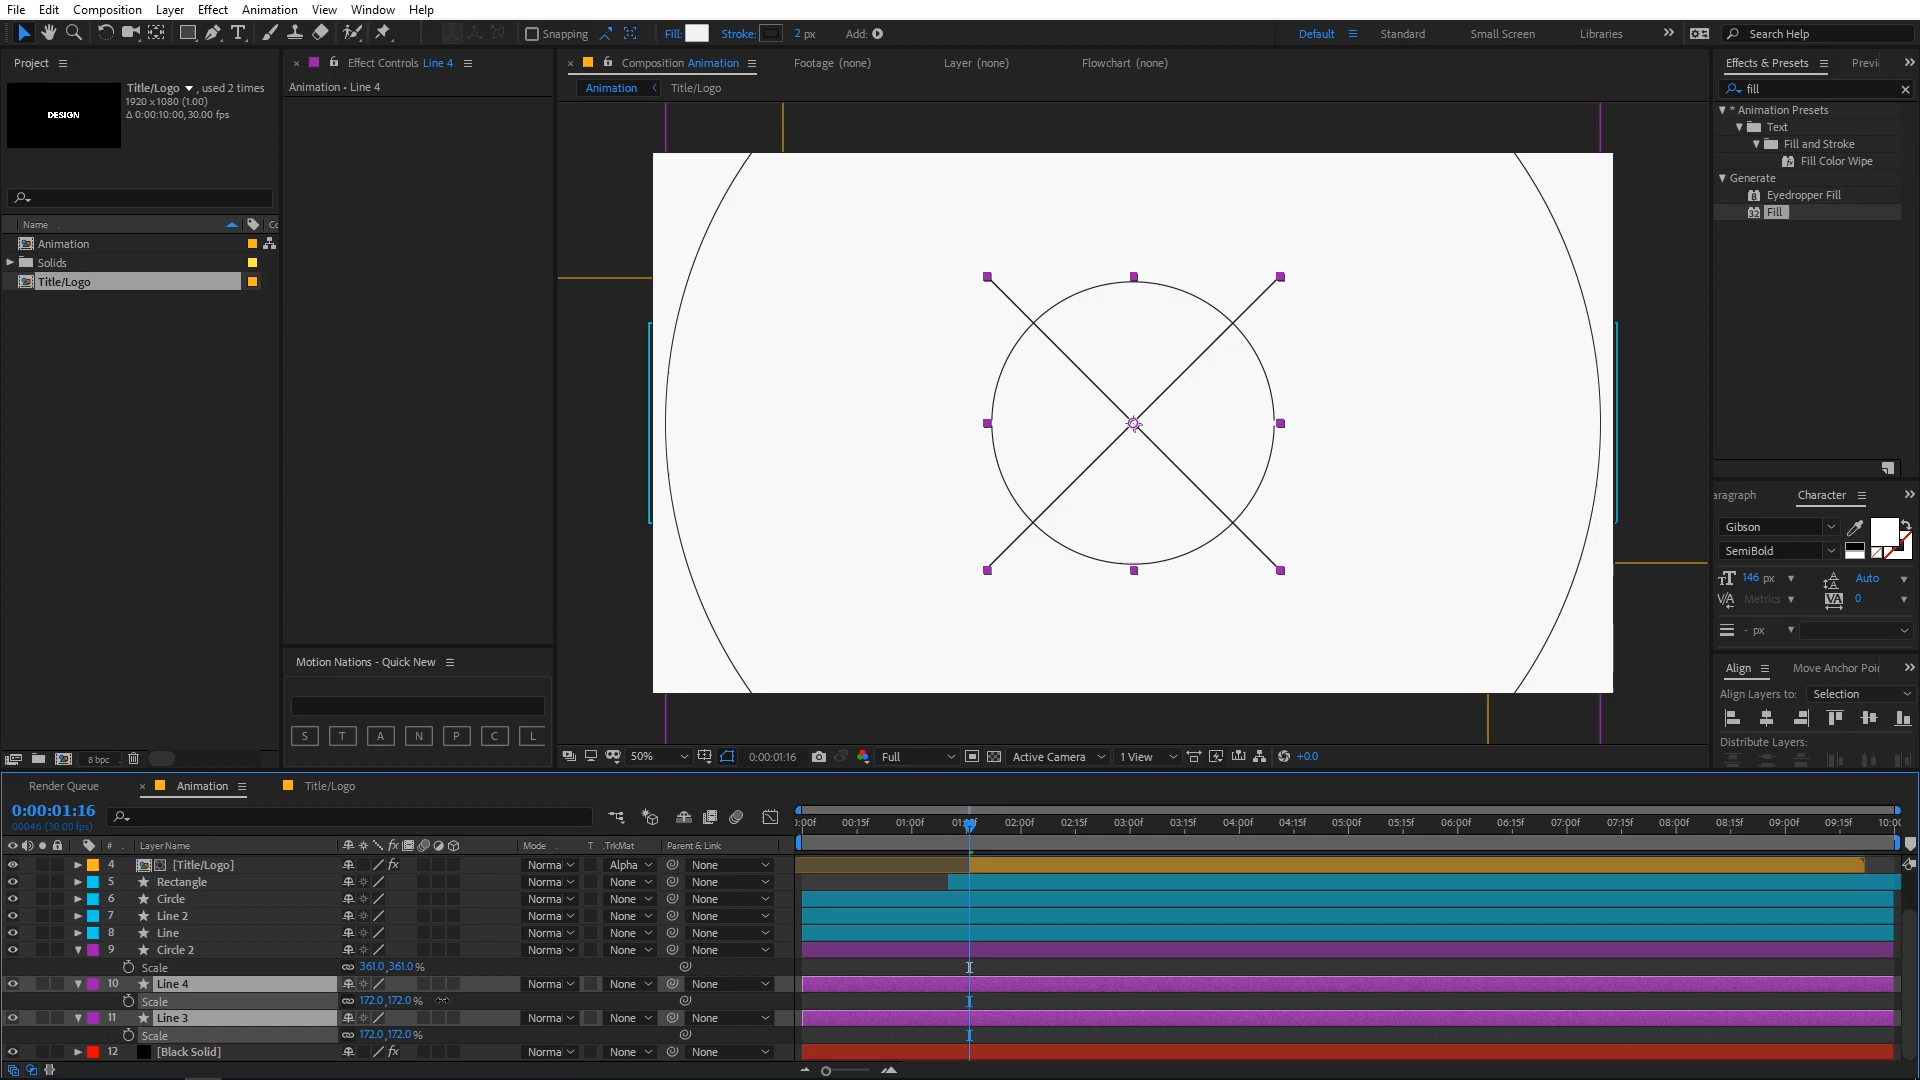 File Edit Composition Layer Effect Animation View Window Help
Snapping Fill: Stroke: 2 px Add: Default Standard Small Screen Libraries Search Help
Project
Title/Logo , used 2 times
1920 x 1080 (1.00)
Δ 0:00:10:00, 30.00 fps
DESIGN
Name
Animation
Solids
Title/Logo
8 bpc
Effect Controls Line 4
Animation • Line 4
Motion Nations - Quick New
S T A N P C L
Composition Animation Footage (none) Layer (none) Flowchart (none)
Animation Title/Logo
50% 0:00:01:16 Full Active Camera 1 View +0.0
Effects & Presets Previ
fill
* Animation Presets
Text
Fill and Stroke
Fill Color Wipe
Generate
Eyedropper Fill
Fill
aragraph Character
Gibson
SemiBold
146 px Auto
Metrics 0
- px
Align Move Anchor Poi
Align Layers to: Selection
Distribute Layers:
Render Queue Animation Title/Logo
0:00:01:16
00046 (30.00 fps)
:00f 00:15f 01:00f 02:00f 02:15f 03:00f 03:15f 04:00f 04:15f 05:00f 05:15f 06:00f 06:15f 07:00f 07:15f 08:00f 08:15f 09:00f 09:15f 10:0
# Layer Name Mode T .TrkMat Parent & Link
4 [Title/Logo] Norma Alpha None
5 Rectangle Norma None None
6 Circle Norma None None
7 Line 2 Norma None None
8 Line Norma None None
9 Circle 2 Norma None None
Scale 361.0,361.0%
10 Line 4 Norma None None
Scale 172.0,172.0%
11 Line 3 Norma None None
Scale 172.0,172.0%
12 [Black Solid] Norma None None